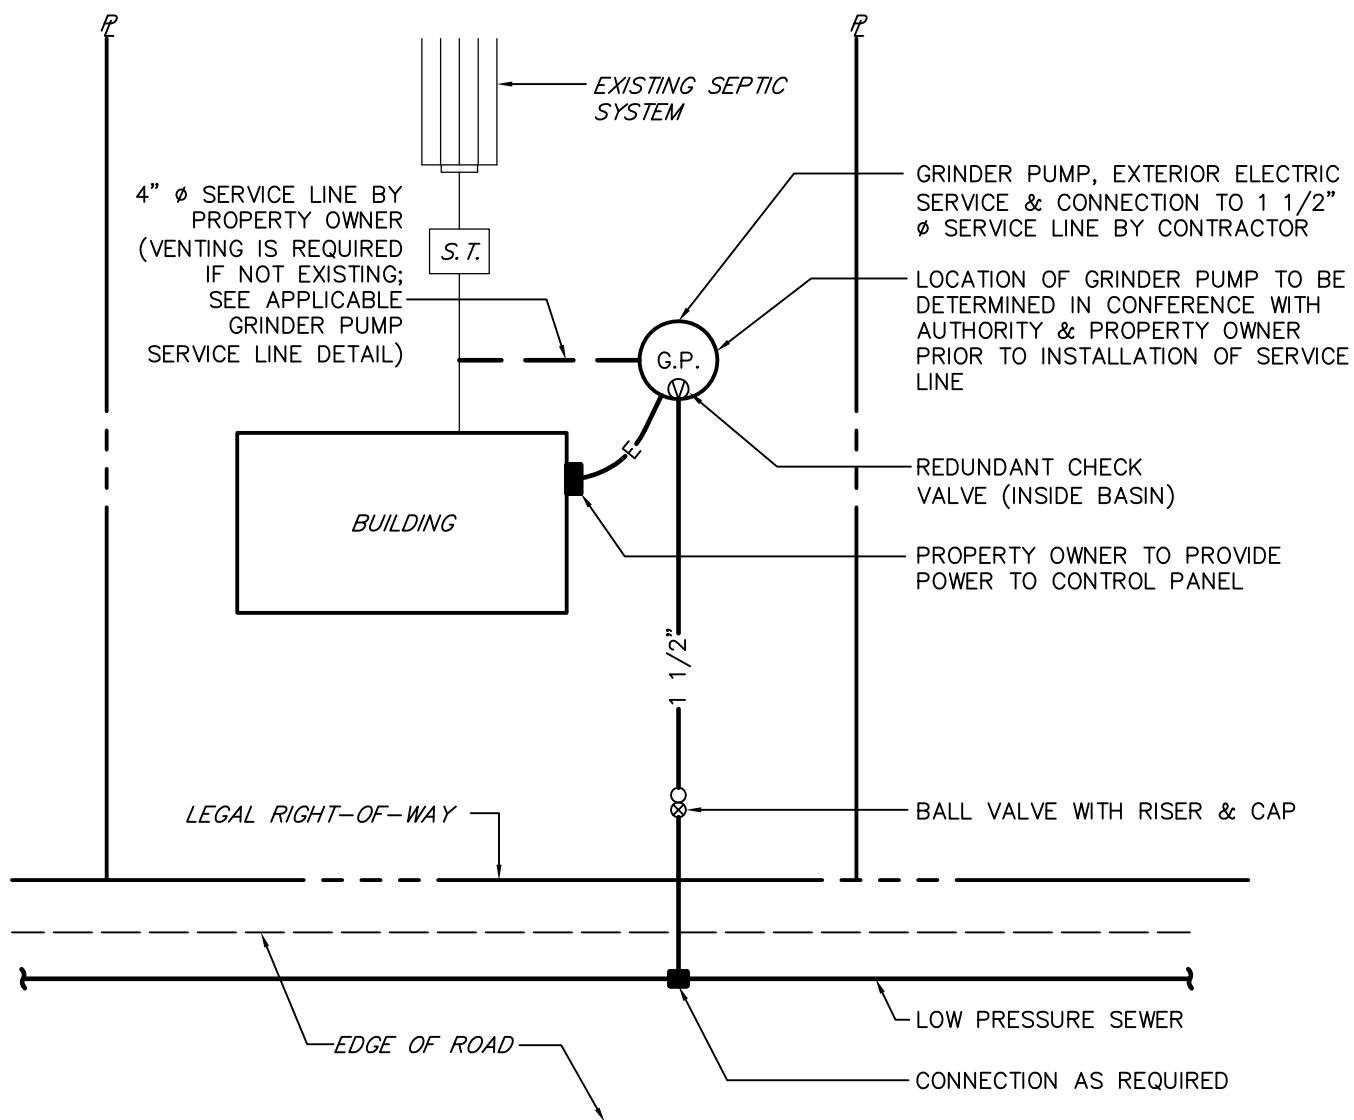 PL
PL
EXISTING SEPTIC
SYSTEM
4" ø SERVICE LINE BY
PROPERTY OWNER
(VENTING IS REQUIRED
IF NOT EXISTING;
SEE APPLICABLE
GRINDER PUMP
SERVICE LINE DETAIL)
S.T.
GRINDER PUMP, EXTERIOR ELECTRIC
SERVICE & CONNECTION TO 1 1/2"
ø SERVICE LINE BY CONTRACTOR
LOCATION OF GRINDER PUMP TO BE
DETERMINED IN CONFERENCE WITH
AUTHORITY & PROPERTY OWNER
PRIOR TO INSTALLATION OF SERVICE
LINE
G.P.
V
E
REDUNDANT CHECK
VALVE (INSIDE BASIN)
BUILDING
PROPERTY OWNER TO PROVIDE
POWER TO CONTROL PANEL
1 1/2"
LEGAL RIGHT-OF-WAY
BALL VALVE WITH RISER & CAP
LOW PRESSURE SEWER
EDGE OF ROAD
CONNECTION AS REQUIRED